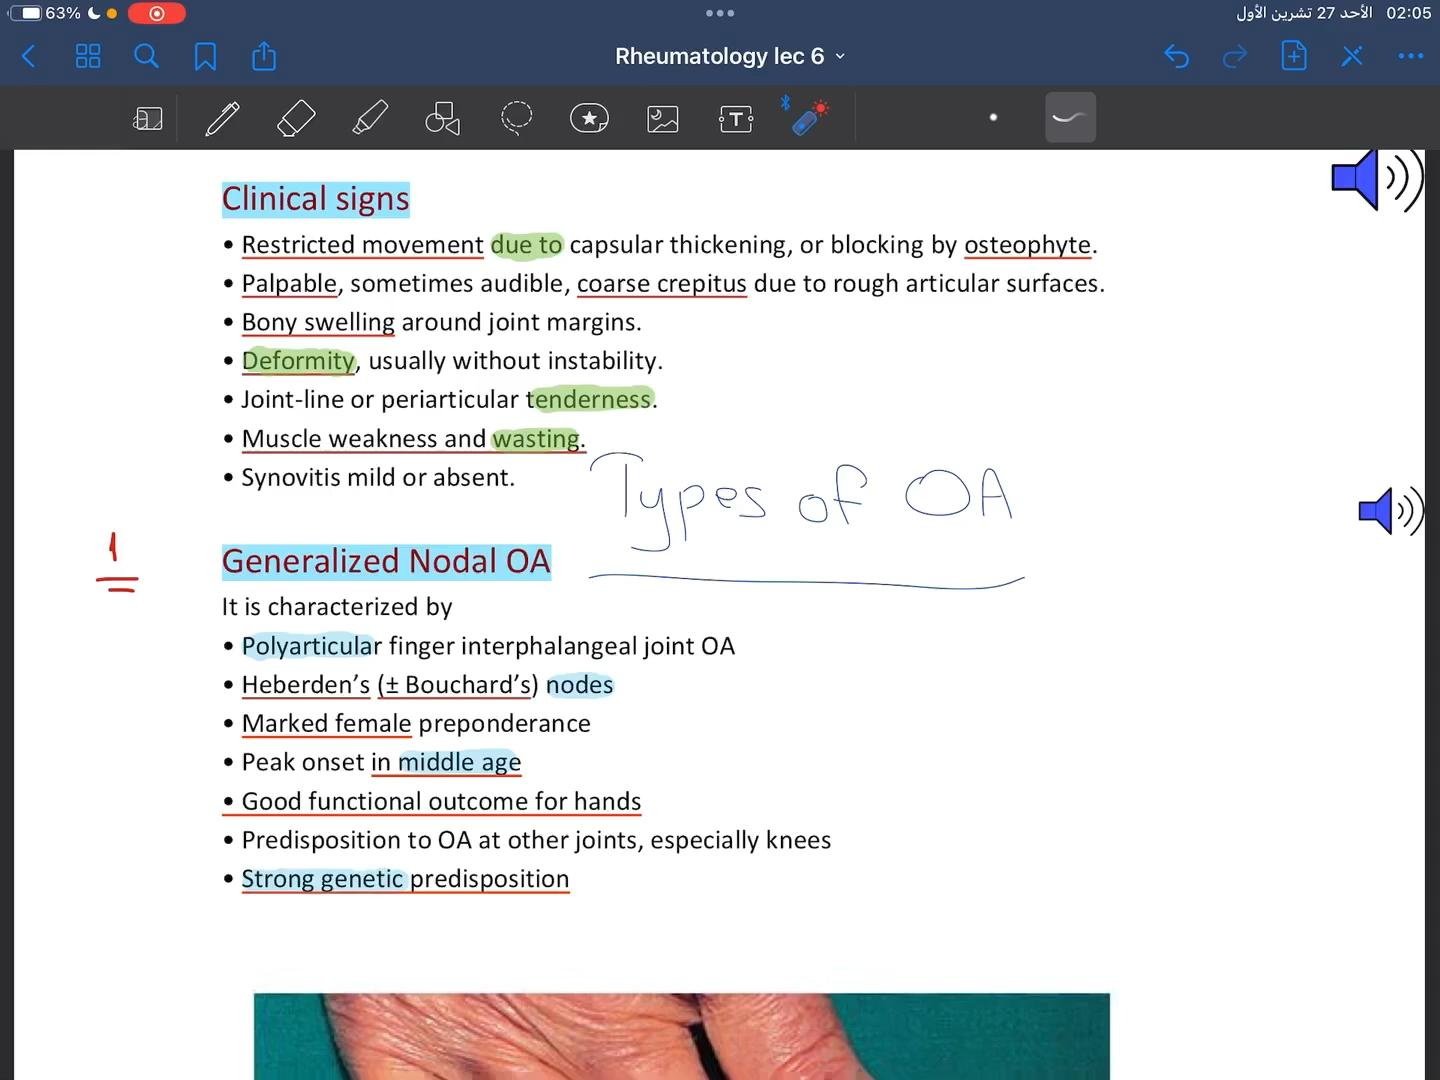 63%
02:05 الأحد 27 تشرين الأول
Rheumatology lec 6
T
Clinical signs
• Restricted movement due to capsular thickening, or blocking by osteophyte.
• Palpable, sometimes audible, coarse crepitus due to rough articular surfaces.
• Bony swelling around joint margins.
• Deformity, usually without instability.
• Joint-line or periarticular tenderness.
• Muscle weakness and wasting.
• Synovitis mild or absent.
Types of OA
1
Generalized Nodal OA
It is characterized by
• Polyarticular finger interphalangeal joint OA
• Heberden’s (± Bouchard’s) nodes
• Marked female preponderance
• Peak onset in middle age
• Good functional outcome for hands
• Predisposition to OA at other joints, especially knees
• Strong genetic predisposition